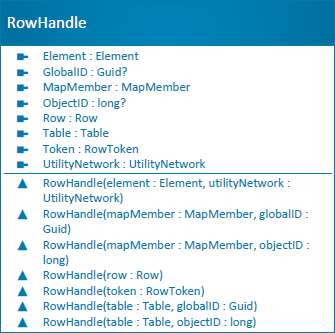 RowHandle
Element : Element
GlobalID : Guid?
MapMember : MapMember
ObjectID : long?
Row : Row
Table : Table
Token : RowToken
UtilityNetwork : UtilityNetwork
RowHandle(element : Element, utilityNetwork :
UtilityNetwork)
RowHandle(mapMember : MapMember, globalID :
Guid)
RowHandle(mapMember : MapMember, objectID :
long)
RowHandle(row : Row)
RowHandle(token : RowToken)
RowHandle(table : Table, globalID : Guid)
RowHandle(table : Table, objectID : long)